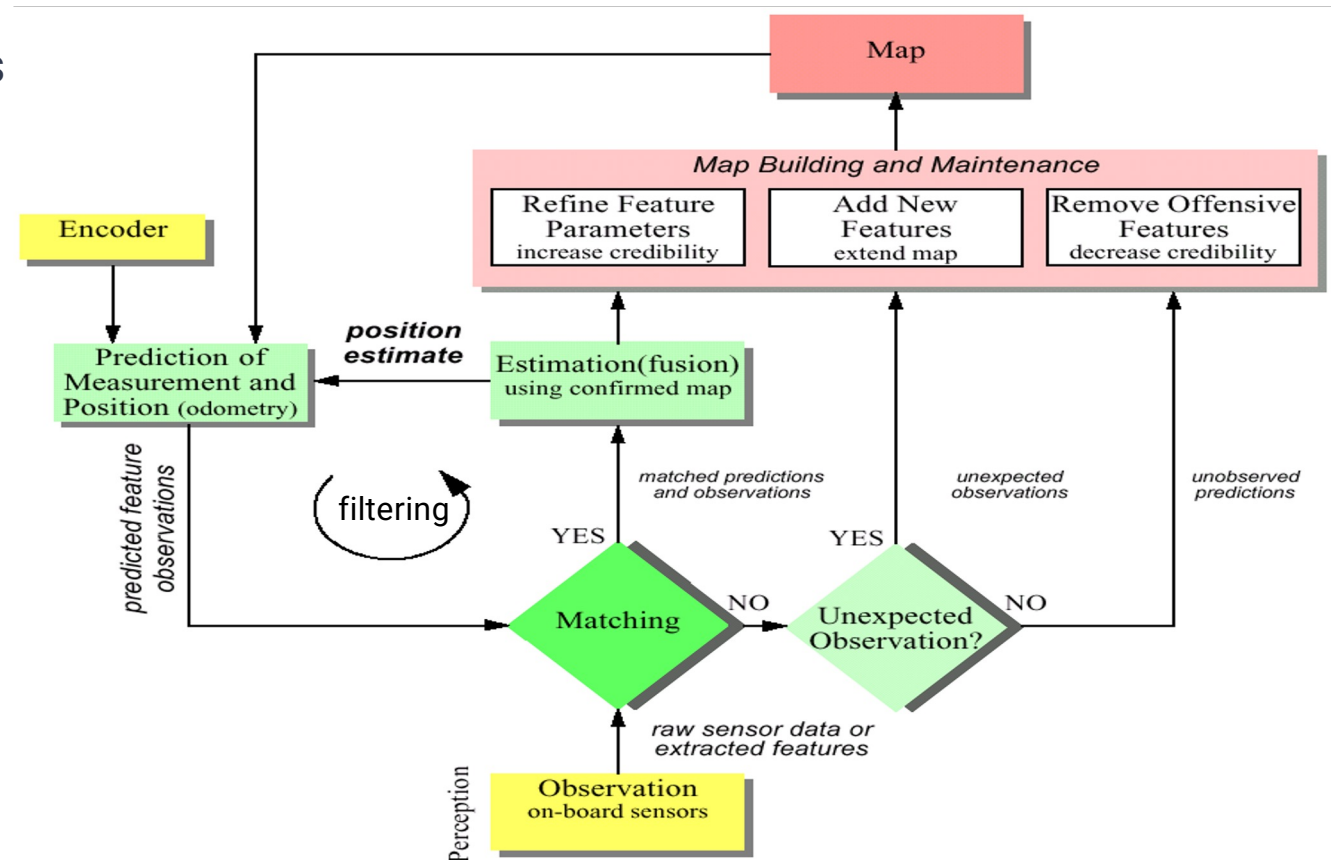 s
Map
Map Building and Maintenance
Refine Feature
Parameters
increase credibility
Add New
Features
extend map
Remove Offensive
Features
decrease credibility
Encoder
Prediction of
Measurement and
Position (odometry)
position
estimate
Estimation(fusion)
using confirmed map
predicted feature
observations
filtering
matched predictions
and observations
unexpected
observations
unobserved
predictions
YES
Matching
NO
YES
Unexpected
Observation?
NO
raw sensor data or
extracted features
Perception
Observation
on-board sensors